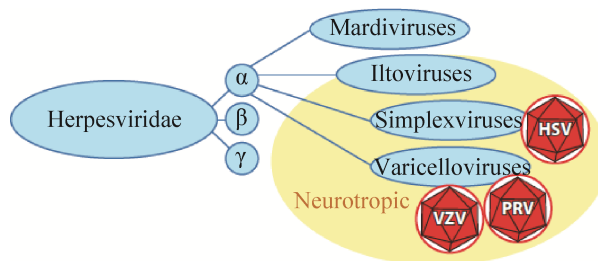 Mardiviruses
Iltoviruses
α
Simplexviruses
HSV
Herpesviridae
β
γ
Varicelloviruses
Neurotropic
VZV
PRV